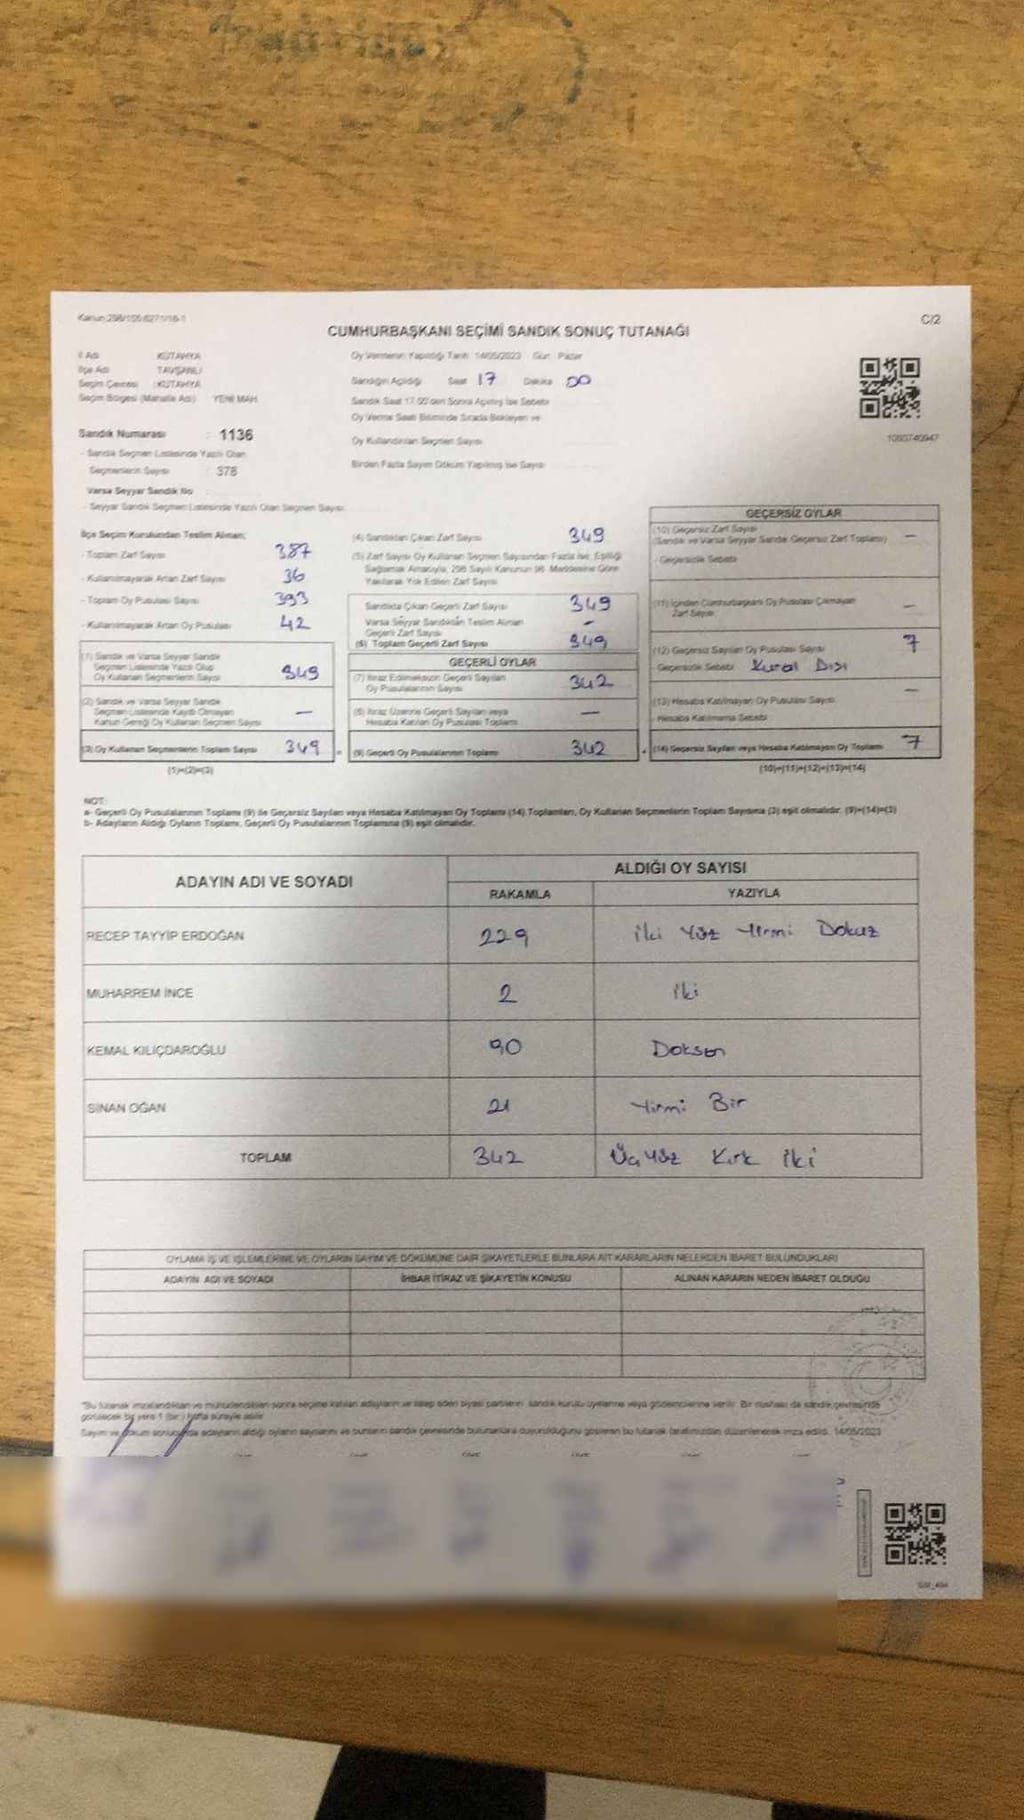 Kanun:298/105;6271/16-1
C/2
CUMHURBAŞKANI SEÇİMİ SANDIK SONUÇ TUTANAĞI
İl Adı : KÜTAHYA
İlçe Adı : TAVŞANLI
Seçim Çevresi : KÜTAHYA
Seçim Bölgesi (Mahalle Adı) YENİ MAH.
Oy Vermenin Yapıldığı Tarih 14/05/2023 Gün Pazar
Sandığın Açıldığı Saat 17 Dakika 00
Sandık Saat 17.00'den Sonra Açılmış İse Sebebi
Oy Verme Saati Bitiminde Sırada Bekleyen ve
Oy Kullandırılan Seçmen Sayısı
Birden Fazla Sayım Döküm Yapılmış İse Sayısı
1093740947
Sandık Numarası : 1136
- Sandık Seçmen Listesinde Yazılı Olan
Seçmenlerin Sayısı : 378
Varsa Seyyar Sandık No
- Seyyar Sandık Seçmen Listesinde Yazılı Olan Seçmen Sayısı
İlçe Seçim Kurulundan Teslim Alınan;
- Toplam Zarf Sayısı 387
- Kullanılmayarak Artan Zarf Sayısı 36
- Toplam Oy Pusulası Sayısı 393
- Kullanılmayarak Artan Oy Pusulası 42
(1) Sandık ve Varsa Seyyar Sandık
Seçmen Listesinde Yazılı Olup
Oy Kullanan Seçmenlerin Sayısı 349
(2) Sandık ve Varsa Seyyar Sandık
Seçmen Listesinde Kayıtlı Olmayan
Kanun Gereği Oy Kullanan Seçmen Sayısı —
(3) Oy Kullanan Seçmenlerin Toplam Sayısı 349
(1)+(2)=(3)
(4) Sandıktan Çıkan Zarf Sayısı 349
(5) Zarf Sayısı Oy Kullanan Seçmen Sayısından Fazla İse, Eşitliği
Sağlamak Amacıyla, 298 Sayılı Kanunun 98. Maddesine Göre
Yakılarak Yok Edilen Zarf Sayısı
Sandıkta Çıkan Geçerli Zarf Sayısı 349
Varsa Seyyar Sandıktan Teslim Alınan
Geçerli Zarf Sayısı -
(6) Toplam Geçerli Zarf Sayısı 349
GEÇERLİ OYLAR
(7) İtiraz Edilmeksizin Geçerli Sayılan
Oy Pusulalarının Sayısı 342
(8) İtiraz Üzerine Geçerli Sayılan veya
Hesaba Katılan Oy Pusulası Toplamı —
(9) Geçerli Oy Pusulalarının Toplamı 342
GEÇERSİZ OYLAR
(10) Geçersiz Zarf Sayısı
(Sandık ve Varsa Seyyar Sandık Geçersiz Zarf Toplamı) —
- Geçersizlik Sebebi
(11) İçinden Cumhurbaşkanı Oy Pusulası Çıkmayan
Zarf Sayısı —
(12) Geçersiz Sayılan Oy Pusulası Sayısı 7
Geçersizlik Sebebi Kural Dışı
(13) Hesaba Katılmayan Oy Pusulası Sayısı —
- Hesaba Katılmama Sebebi
(14) Geçersiz Sayılan veya Hesaba Katılmayan Oy Toplamı 7
(10)+(11)+(12)+(13)=(14)
NOT:
a- Geçerli Oy Pusulalarının Toplamı (9) ile Geçersiz Sayılan veya Hesaba Katılmayan Oy Toplamı (14) Toplamları, Oy Kullanan Seçmenlerin Toplam Sayısına (3) eşit olmalıdır. (9)+(14)=(3)
b- Adayların Aldığı Oyların Toplamı, Geçerli Oy Pusulalarının Toplamına (9) eşit olmalıdır.
ADAYIN ADI VE SOYADI
ALDIĞI OY SAYISI
RAKAMLA YAZIYLA
RECEP TAYYİP ERDOĞAN 229 İki Yüz Yirmi Dokuz
MUHARREM İNCE 2 İki
KEMAL KILIÇDAROĞLU 90 Doksan
SİNAN OĞAN 21 Yirmi Bir
TOPLAM 342 Üç Yüz Kırk İki
OYLAMA İŞ VE İŞLEMLERİNE VE OYLARIN SAYIM VE DÖKÜMÜNE DAİR ŞİKAYETLERLE BUNLARA AİT KARARLARIN NELERDEN İBARET BULUNDUKLARI
ADAYIN ADI VE SOYADI İHBAR İTİRAZ VE ŞİKAYETİN KONUSU ALINAN KARARIN NEDEN İBARET OLDUĞU
*Bu tutanak imzalandıktan ve mühürlendikten sonra seçime katılan adayların ve talep eden siyasi partilerin sandık kurulu üyelerine veya gözlemcilerine verilir. Bir nüshası da sandık çevresinde
görülecek bir yere 1 (bir) hafta süreyle asılır.
Sayım ve döküm sonucunda adayların aldığı oyların sayısını ve bunların sandık çevresinde bulunanlara duyurulduğunu gösteren bu tutanak tarafımızdan düzenlenerek imza edildi. 14/05/2023